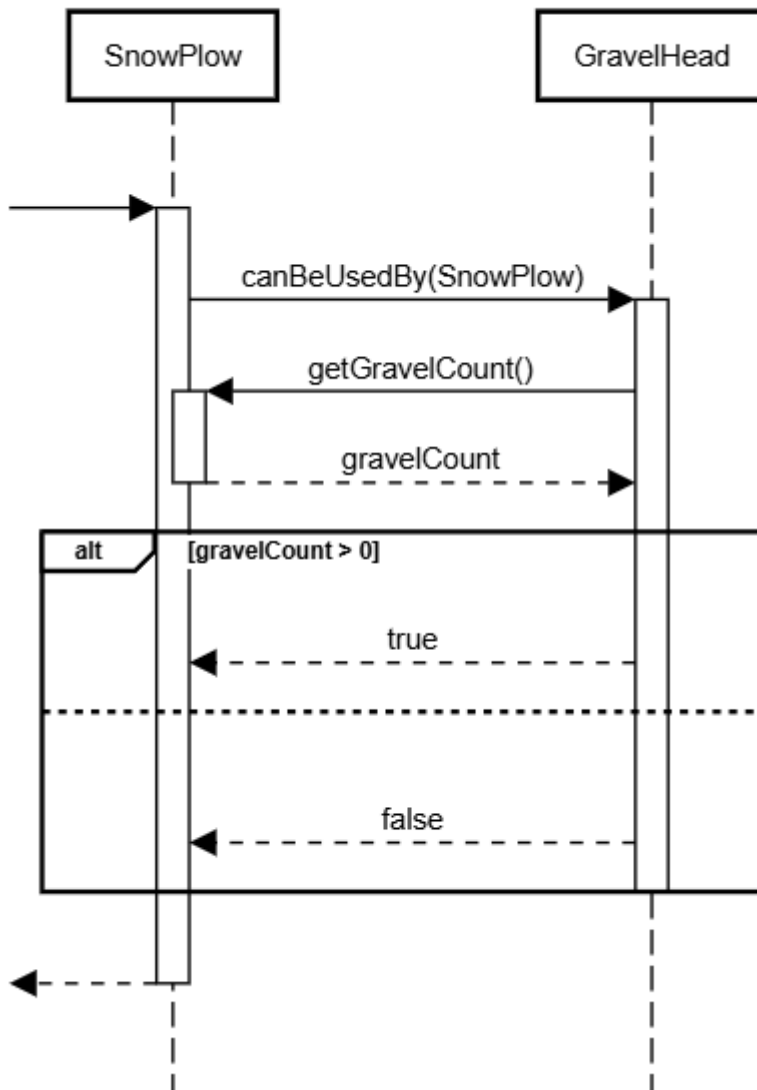 SnowPlow
GravelHead
canBeUsedBy(SnowPlow)
getGravelCount()
gravelCount
alt
[gravelCount > 0]
true
false